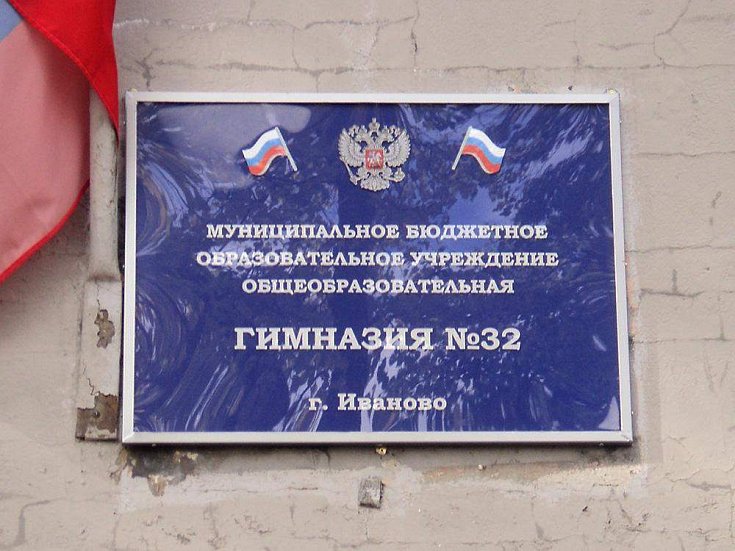 МУНИЦИПАЛЬНОЕ БЮДЖЕТНОЕ
ОБРАЗОВАТЕЛЬНОЕ УЧРЕЖДЕНИЕ
ОБЩЕОБРАЗОВАТЕЛЬНАЯ
ГИМНАЗИЯ №32
г. Иваново